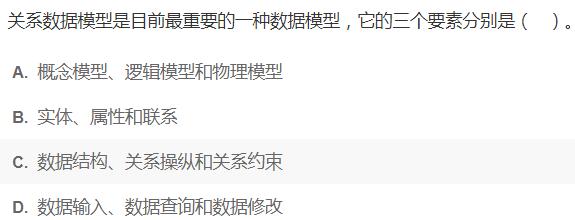 关系数据模型是目前最重要的一种数据模型，它的三个要素分别是（　）。
A. 概念模型、逻辑模型和物理模型
B. 实体、属性和联系
C. 数据结构、关系操纵和关系约束
D. 数据输入、数据查询和数据修改